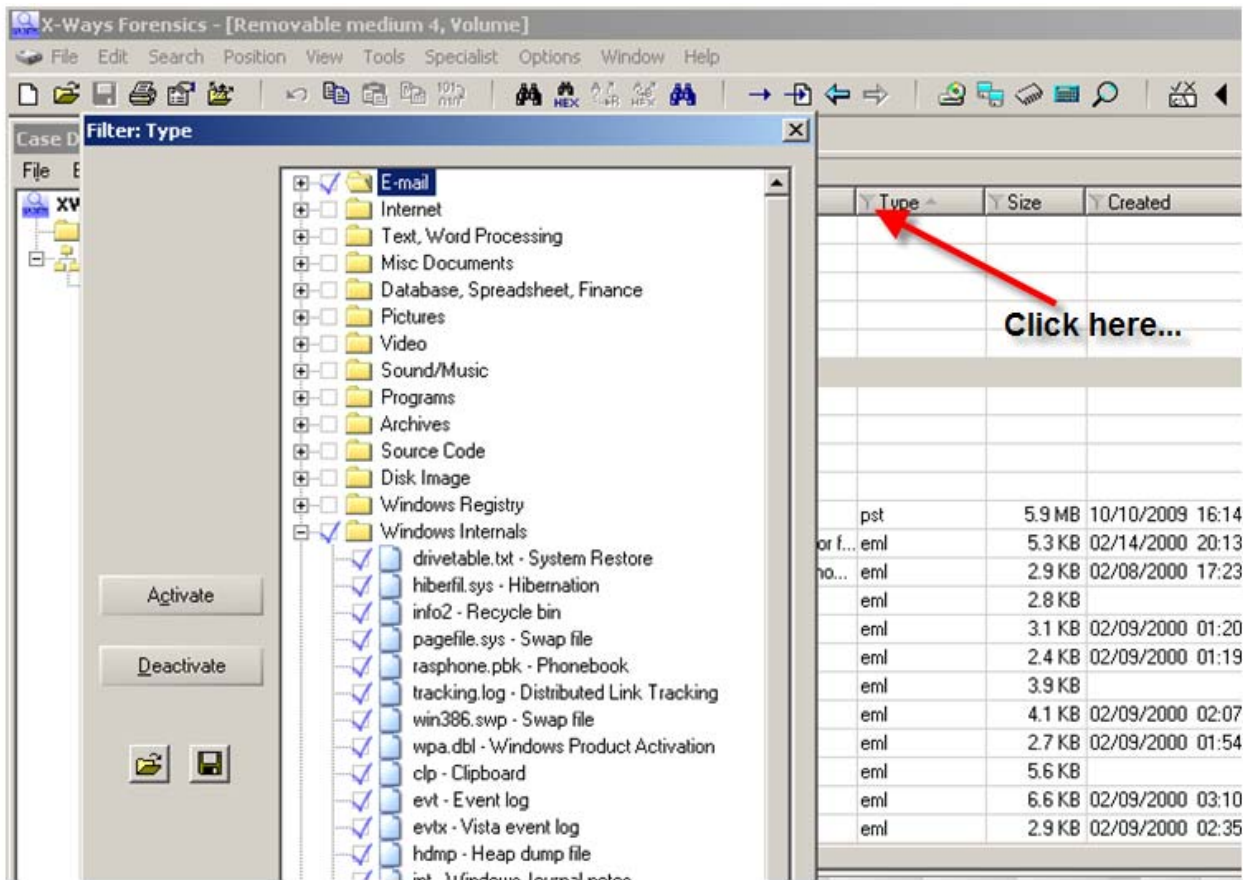 X-Ways Forensics - [Removable medium 4, Volume]
File Edit Search Position View Tools Specialist Options Window Help
HEX
Case D
Filter: Type
File
E-mail
Internet
Text, Word Processing
Misc Documents
Database, Spreadsheet, Finance
Pictures
Video
Sound/Music
Programs
Archives
Source Code
Disk Image
Windows Registry
Windows Internals
drivetable.txt - System Restore
hiberfil.sys - Hibernation
info2 - Recycle bin
pagefile.sys - Swap file
rasphone.pbk - Phonebook
tracking.log - Distributed Link Tracking
win386.swp - Swap file
wpa.dbl - Windows Product Activation
clp - Clipboard
evt - Event log
evtx - Vista event log
hdmp - Heap dump file
Activate
Deactivate
Type Size Created
Click here...
pst 5.9 MB 10/10/2009 16:14
or f... eml 5.3 KB 02/14/2000 20:13
ho... eml 2.9 KB 02/08/2000 17:23
eml 2.8 KB
eml 3.1 KB 02/09/2000 01:20
eml 2.4 KB 02/09/2000 01:19
eml 3.9 KB
eml 4.1 KB 02/09/2000 02:07
eml 2.7 KB 02/09/2000 01:54
eml 5.6 KB
eml 6.6 KB 02/09/2000 03:10
eml 2.9 KB 02/09/2000 02:35